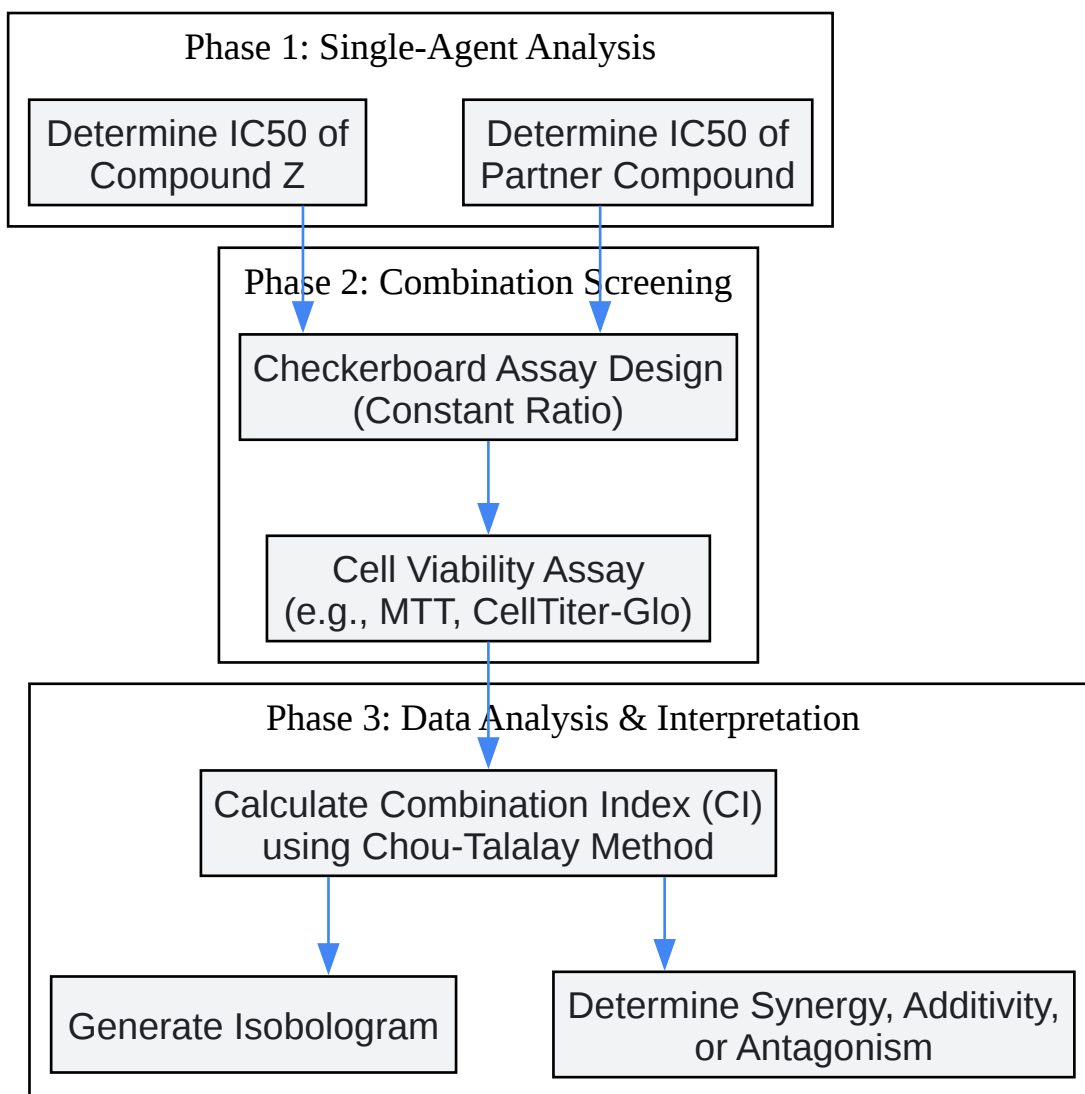 Phase 1: Single-Agent Analysis
Determine IC50 of
Compound Z
Determine IC50 of
Partner Compound
Phase 2: Combination Screening
Checkerboard Assay Design
(Constant Ratio)
Cell Viability Assay
(e.g., MTT, CellTiter-Glo)
Phase 3: Data Analysis & Interpretation
Calculate Combination Index (CI)
using Chou-Talalay Method
Generate Isobologram
Determine Synergy, Additivity,
or Antagonism